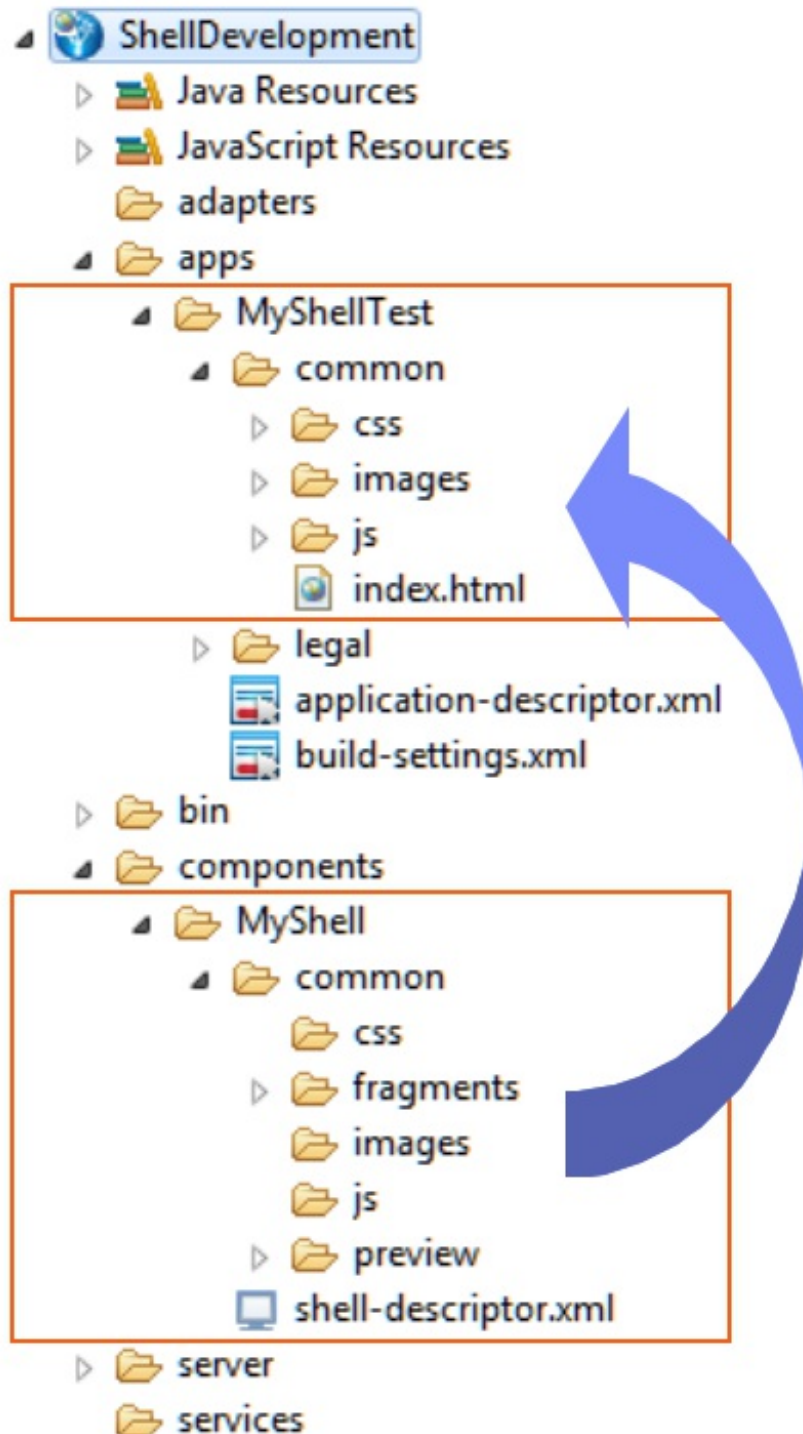 ShellDevelopment
Java Resources
JavaScript Resources
adapters
apps
MyShellTest
common
css
images
js
index.html
legal
application-descriptor.xml
build-settings.xml
bin
components
MyShell
common
css
fragments
images
js
preview
shell-descriptor.xml
server
services